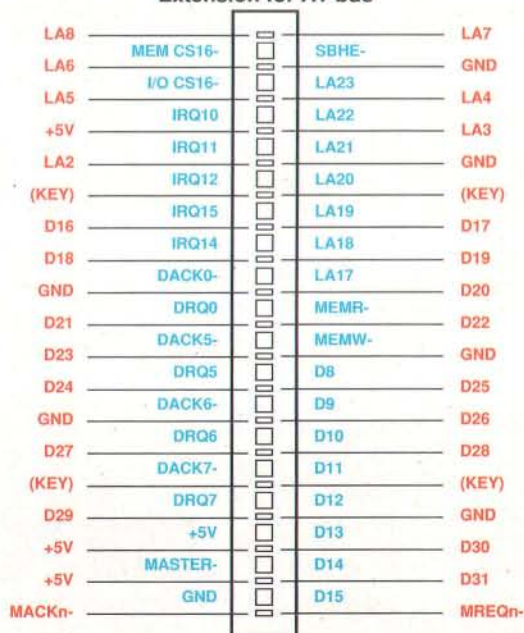 Extension for AT bus
LA8 LA7
MEM CS16- SBHE-
LA6 GND
I/O CS16- LA23
LA5 LA4
IRQ10 LA22
+5V LA3
IRQ11 LA21
LA2 GND
IRQ12 LA20
(KEY) (KEY)
IRQ15 LA19
D16 D17
IRQ14 LA18
D18 D19
DACK0- LA17
GND D20
DRQ0 MEMR-
D21 D22
DACK5- MEMW-
D23 GND
DRQ5 D8
D24 D25
DACK6- D9
GND D26
DRQ6 D10
D27 D28
DACK7- D11
(KEY) (KEY)
DRQ7 D12
D29 GND
+5V D13
+5V D30
MASTER- D14
+5V D31
GND D15
MACKn- MREQn-